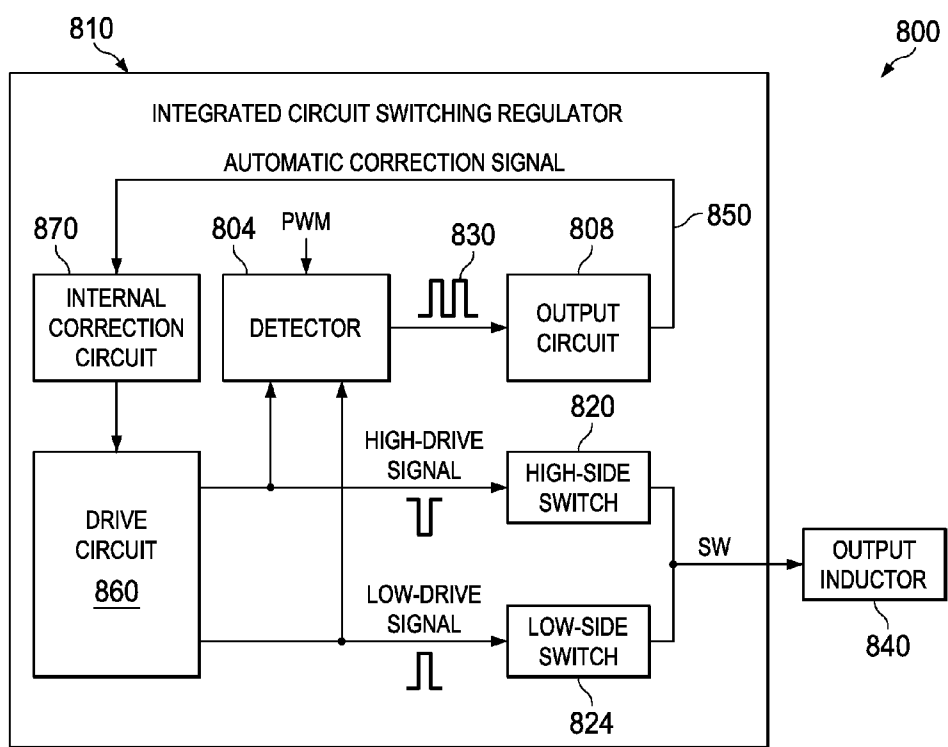 810
800
INTEGRATED CIRCUIT SWITCHING REGULATOR
AUTOMATIC CORRECTION SIGNAL
870
804
PWM
830
808
850
INTERNAL
CORRECTION
CIRCUIT
DETECTOR
OUTPUT
CIRCUIT
820
HIGH-DRIVE
SIGNAL
HIGH-SIDE
SWITCH
DRIVE
CIRCUIT
860
SW
OUTPUT
INDUCTOR
840
LOW-DRIVE
SIGNAL
LOW-SIDE
SWITCH
824